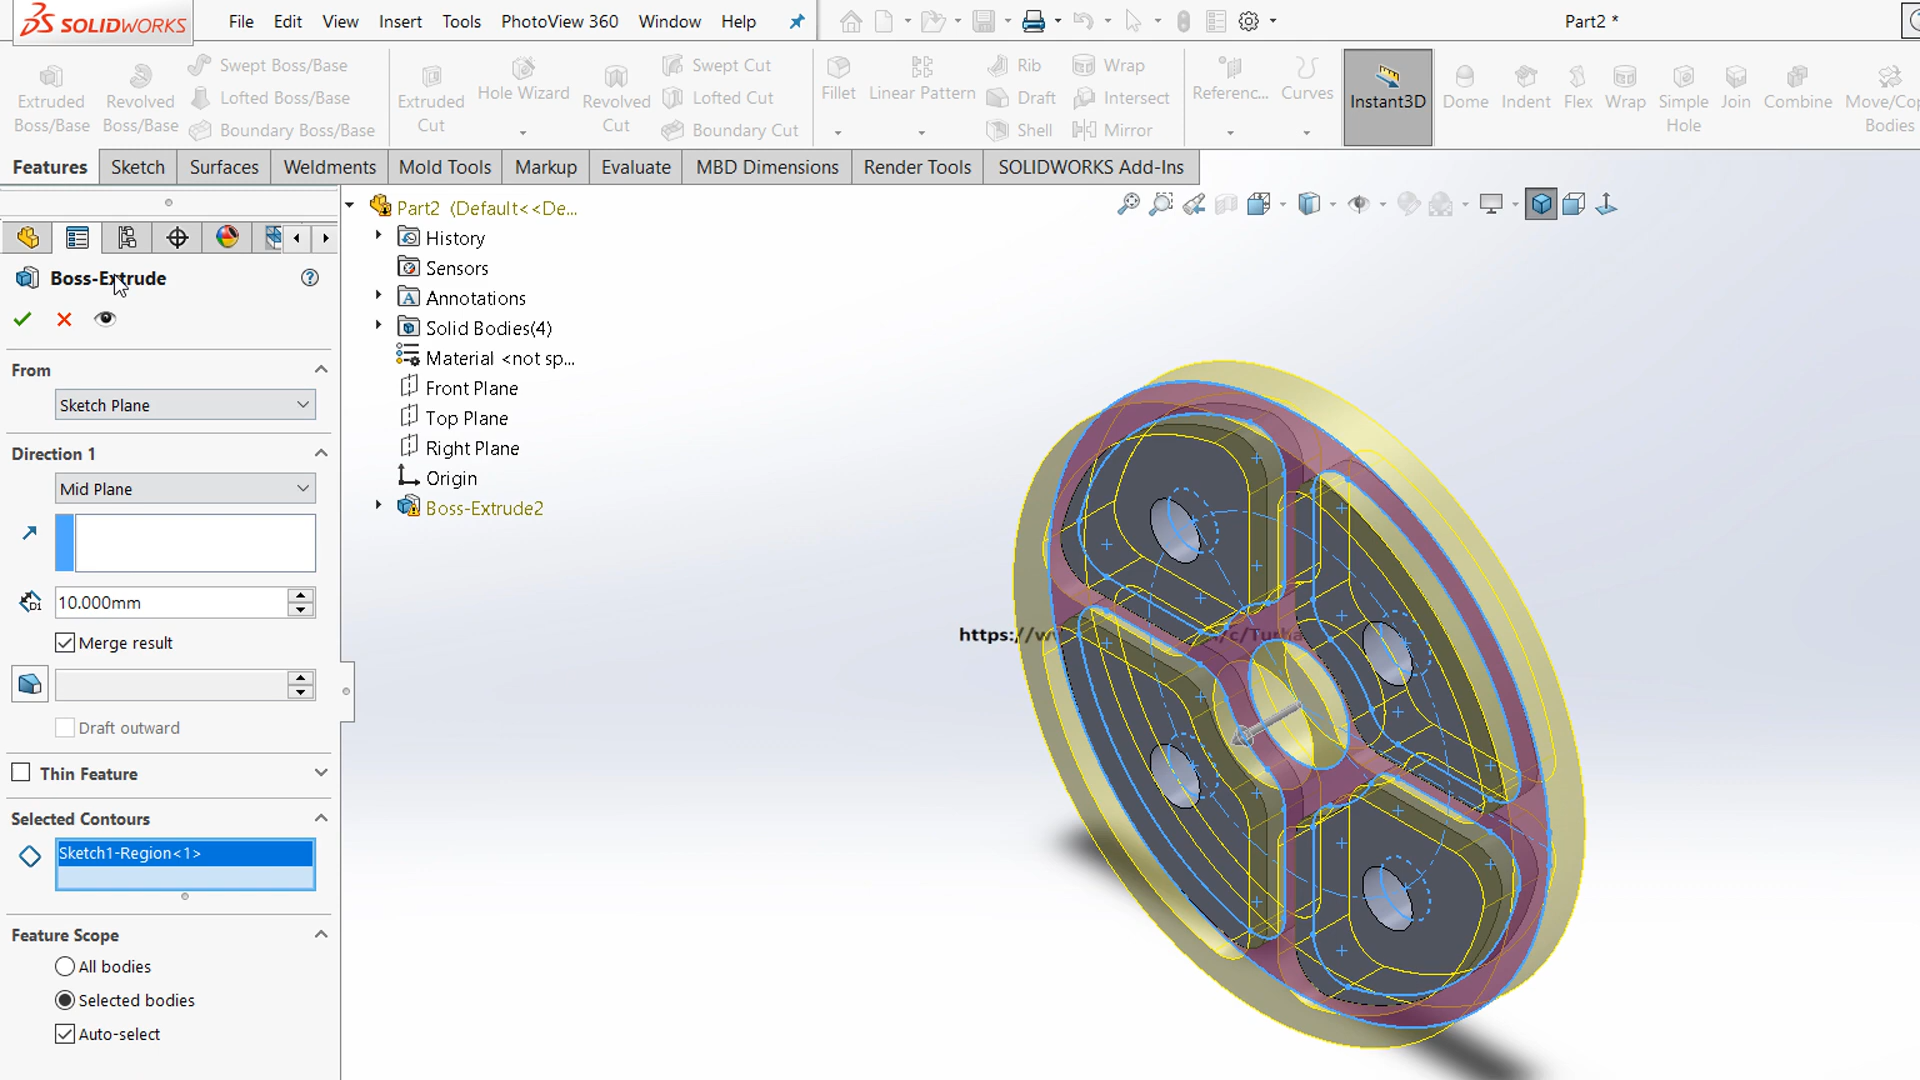 SOLIDWORKS File Edit View Insert Tools PhotoView 360 Window Help Part2 *
Extruded Boss/Base
Revolved Boss/Base
Swept Boss/Base
Lofted Boss/Base
Boundary Boss/Base
Extruded Cut
Hole Wizard
Revolved Cut
Swept Cut
Lofted Cut
Boundary Cut
Fillet
Linear Pattern
Rib
Draft
Shell
Wrap
Intersect
Mirror
Referenc...
Curves
Instant3D
Dome
Indent
Flex
Wrap
Simple Hole
Join
Combine
Move/Cop
Bodies
Features Sketch Surfaces Weldments Mold Tools Markup Evaluate MBD Dimensions Render Tools SOLIDWORKS Add-Ins
Boss-Extrude
From
Sketch Plane
Direction 1
Mid Plane
D1
10.000mm
Merge result
Draft outward
Thin Feature
Selected Contours
Sketch1-Region<1>
Feature Scope
All bodies
Selected bodies
Auto-select
Part2 (Default<<De...
History
Sensors
Annotations
Solid Bodies(4)
Material <not sp...
Front Plane
Top Plane
Right Plane
Origin
Boss-Extrude2